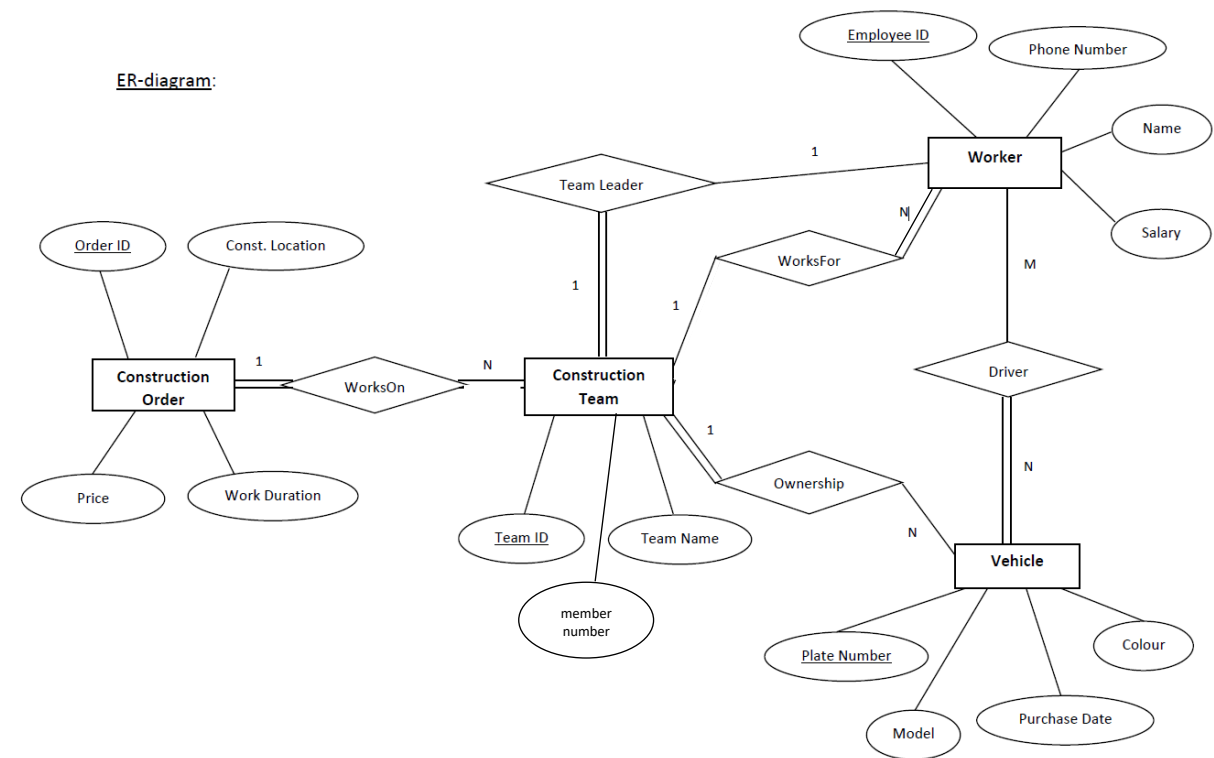 Employee ID
Phone Number
ER-diagram:
Name
1
Worker
Team Leader
N
Order ID
Const. Location
Salary
WorksFor
M
1
1
1
N
Construction
Order
WorksOn
Construction
Team
Driver
1
N
Ownership
Price
Work Duration
N
Team ID
Team Name
Vehicle
member
number
Plate Number
Colour
Purchase Date
Model